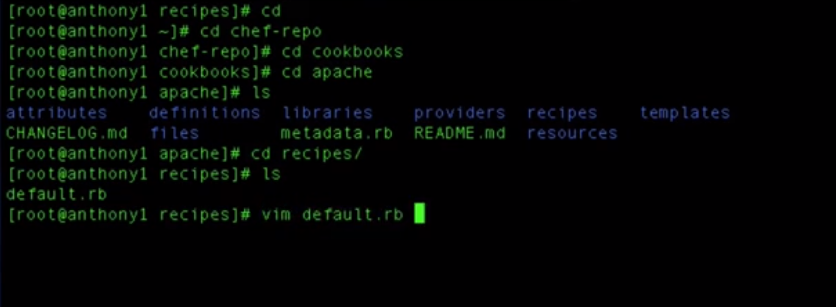 [root@anthony1 recipes]# cd
[root@anthony1 ~]# cd chef-repo
[root@anthony1 chef-repo]# cd cookbooks
[root@anthony1 cookbooks]# cd apache
[root@anthony1 apache]# ls
attributes definitions libraries providers recipes templates
CHANGELOG.md files metadata.rb README.md resources
[root@anthony1 apache]# cd recipes/
[root@anthony1 recipes]# ls
default.rb
[root@anthony1 recipes]# vim default.rb